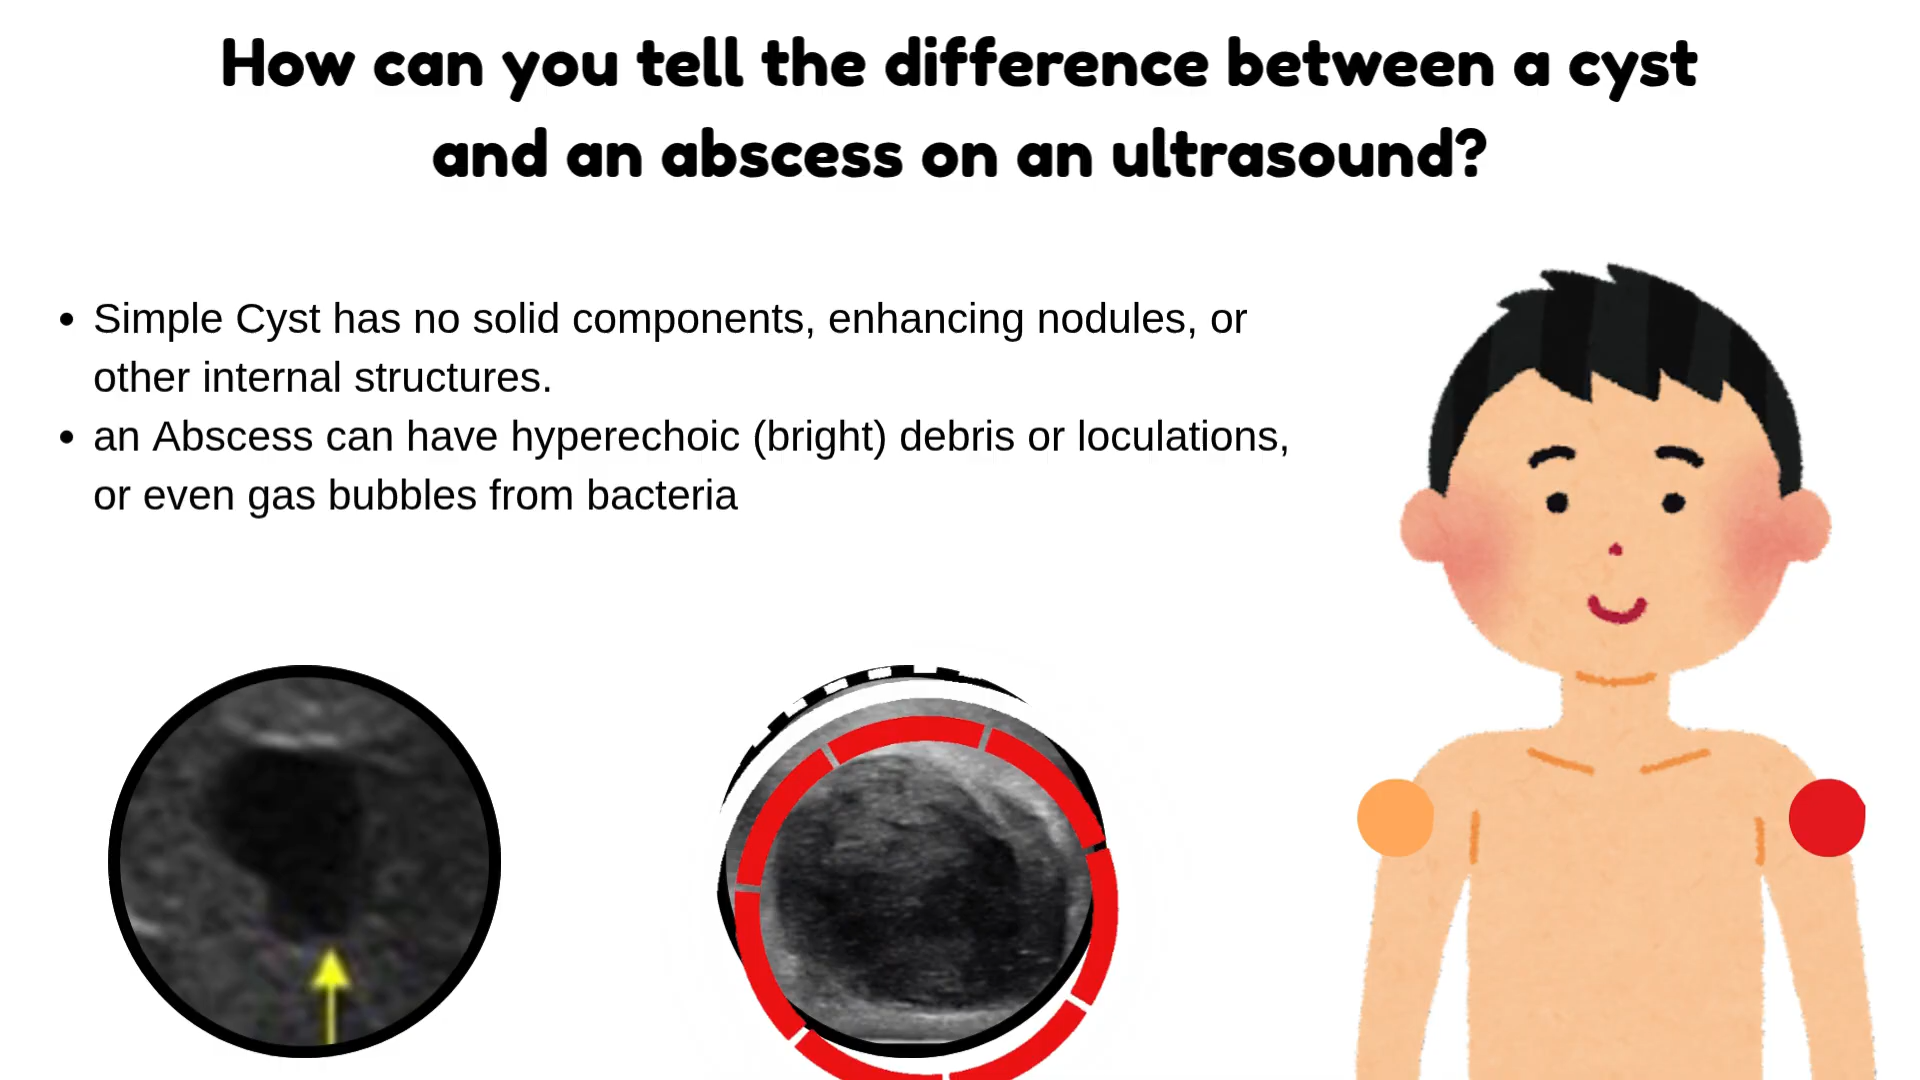 How can you tell the difference between a cyst
and an abscess on an ultrasound?
• Simple Cyst has no solid components, enhancing nodules, or
other internal structures.
• an Abscess can have hyperechoic (bright) debris or loculations,
or even gas bubbles from bacteria